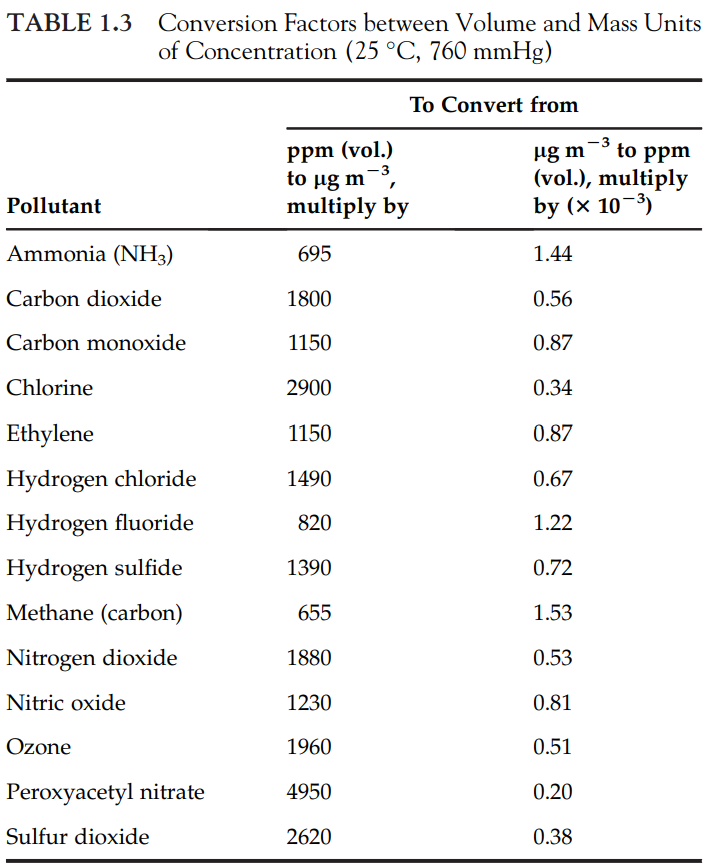 TABLE 1.3 Conversion Factors between Volume and Mass Units
of Concentration (25 °C, 760 mmHg)
To Convert from
ppm (vol.) µg m⁻³ to ppm
to µg m⁻³, (vol.), multiply
Pollutant multiply by by (× 10⁻³)
Ammonia (NH₃) 695 1.44
Carbon dioxide 1800 0.56
Carbon monoxide 1150 0.87
Chlorine 2900 0.34
Ethylene 1150 0.87
Hydrogen chloride 1490 0.67
Hydrogen fluoride 820 1.22
Hydrogen sulfide 1390 0.72
Methane (carbon) 655 1.53
Nitrogen dioxide 1880 0.53
Nitric oxide 1230 0.81
Ozone 1960 0.51
Peroxyacetyl nitrate 4950 0.20
Sulfur dioxide 2620 0.38